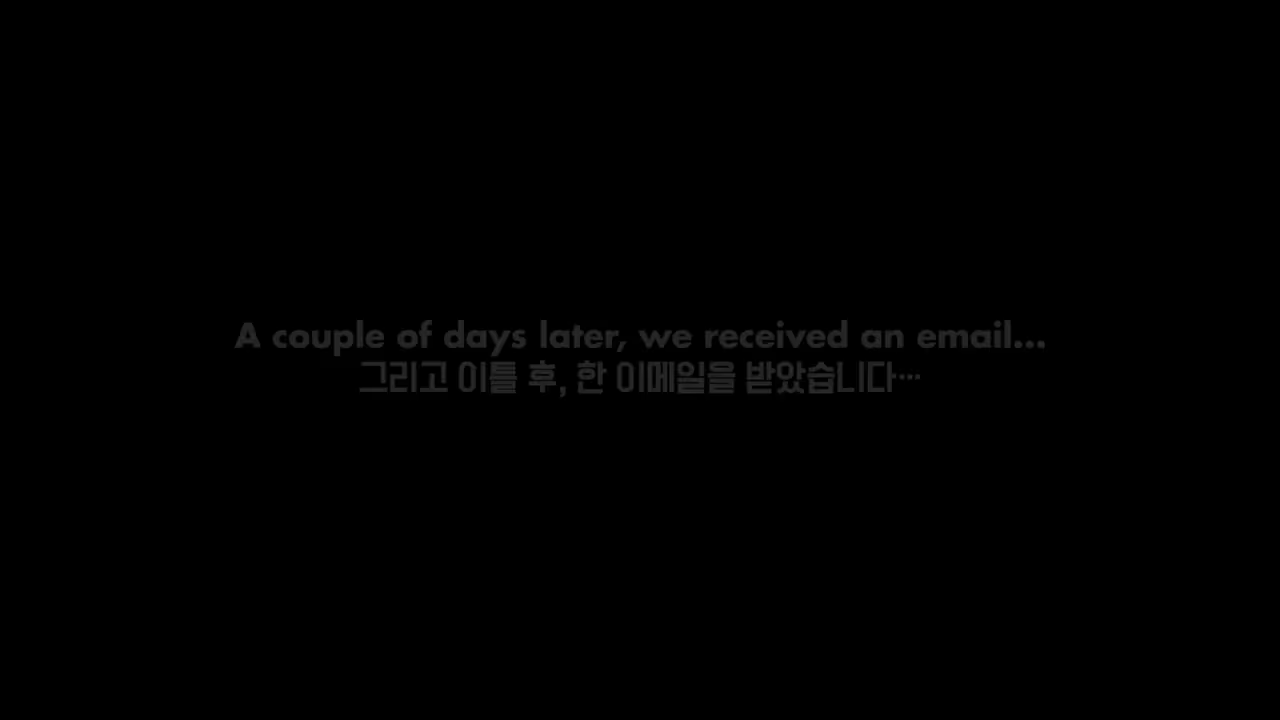 A couple of days later, we received an email...
그리고 이틀 후, 한 이메일을 받았습니다…